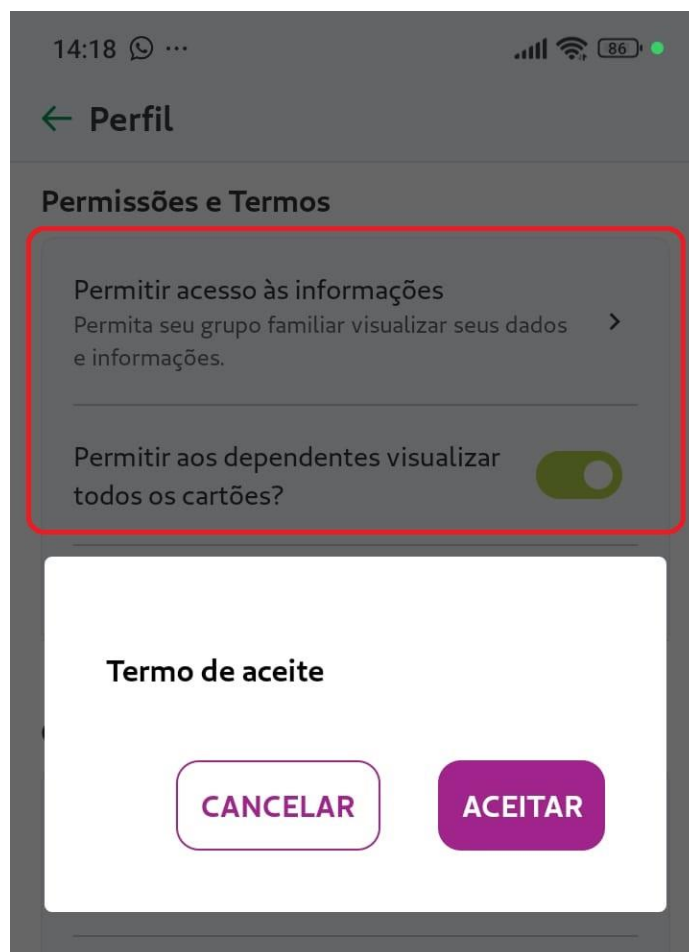 14:18 ...
86
Perfil
Permissões e Termos
Permitir acesso às informações
Permita seu grupo familiar visualizar seus dados
e informações.
Permitir aos dependentes visualizar
todos os cartões?
Termo de aceite
CANCELAR ACEITAR